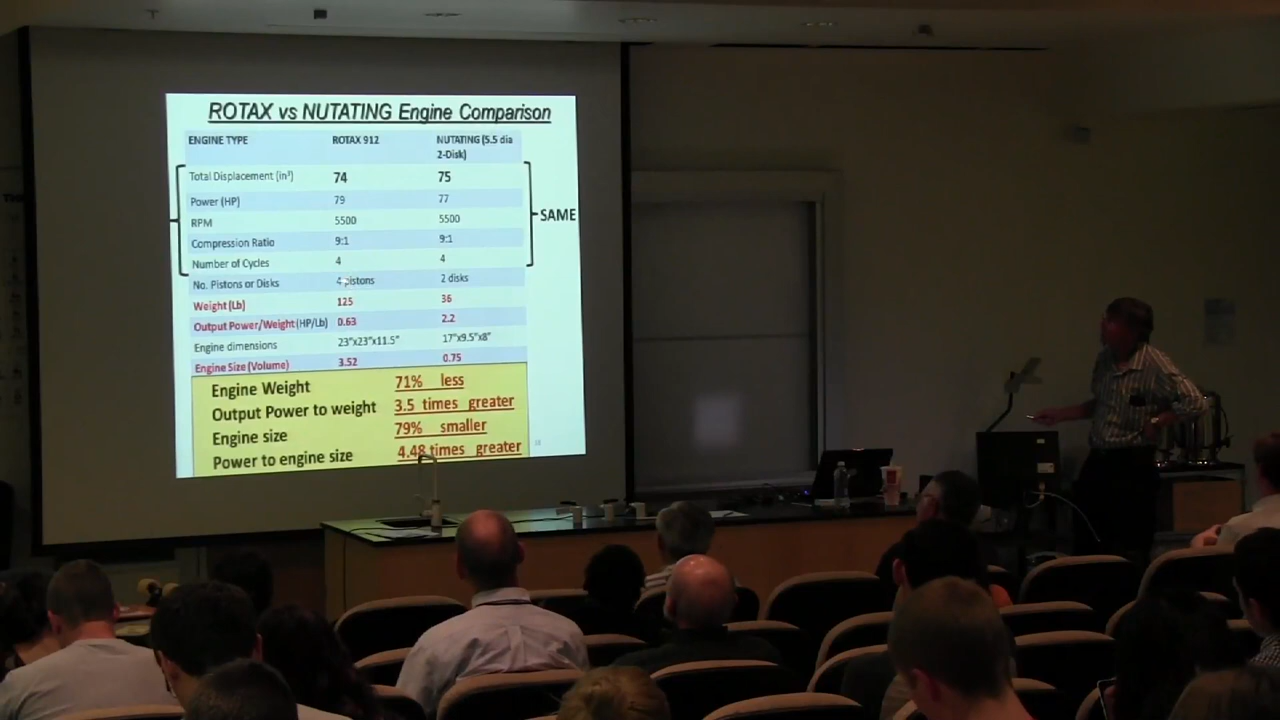 ROTAX vs NUTATING Engine Comparison
ENGINE TYPE ROTAX 912 NUTATING (5.5 dia 2-Disk)
Total Displacement (in³) 74 75
Power (HP) 79 77
RPM 5500 5500
Compression Ratio 9:1 9:1
Number of Cycles 4 4
SAME
No. Pistons or Disks 4 pistons 2 disks
Weight (Lb) 125 36
Output Power/Weight (HP/Lb) 0.63 2.2
Engine dimensions 23"x23"x11.5" 17"x9.5"x8"
Engine Size (Volume) 3.52 0.75
Engine Weight 71% less
Output Power to weight 3.5 times greater
Engine size 79% smaller
Power to engine size 4.48 times greater